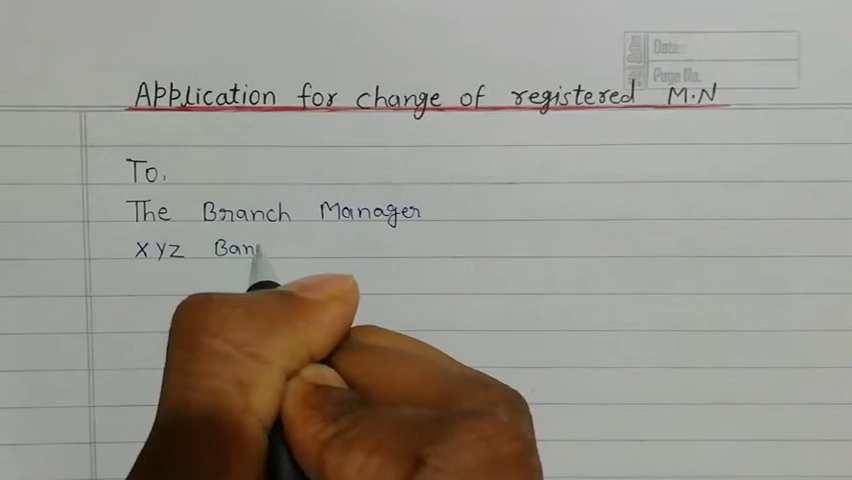 Date:
Page No.
Application for change of registered M.N
To,
The Branch Manager
XYZ Ban